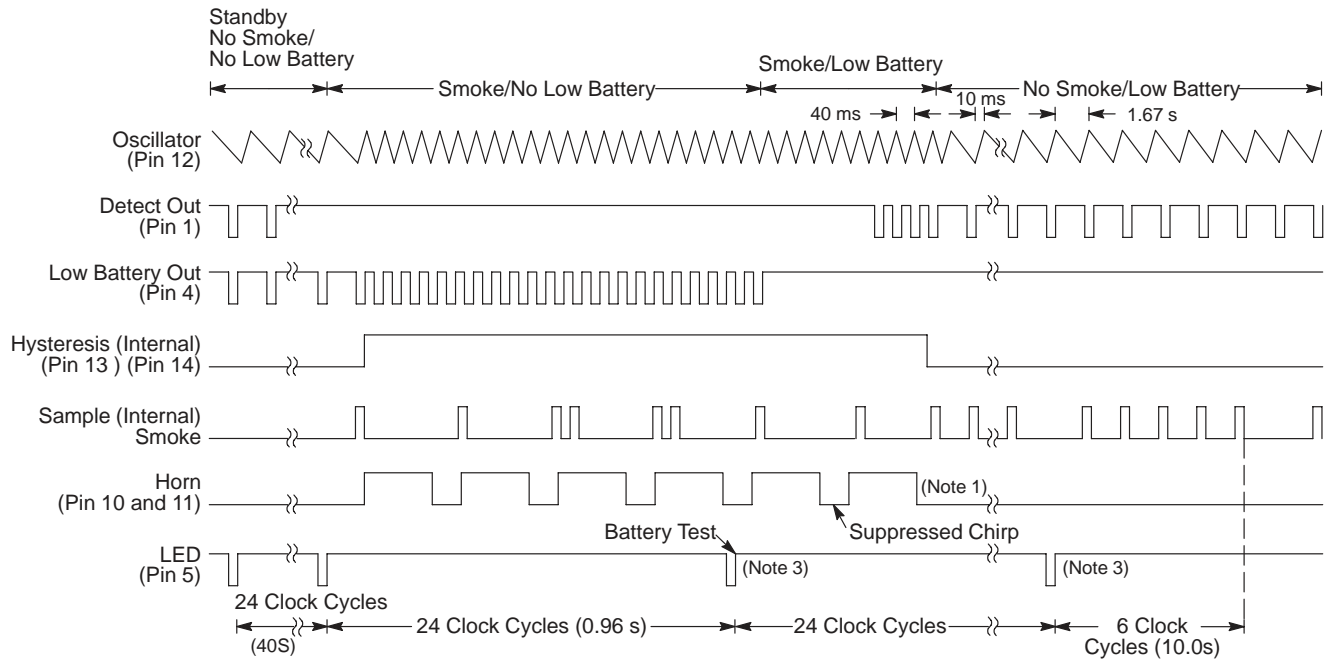 Standby
No Smoke/
No Low Battery
Smoke/No Low Battery
Smoke/Low Battery
No Smoke/Low Battery
40 ms
10 ms
1.67 s
Oscillator
(Pin 12)
Detect Out
(Pin 1)
Low Battery Out
(Pin 4)
Hysteresis (Internal)
(Pin 13 ) (Pin 14)
Sample (Internal)
Smoke
Horn
(Pin 10 and 11)
(Note 1)
Suppressed Chirp
Battery Test
LED
(Pin 5)
(Note 3)
(Note 3)
24 Clock Cycles
(40S)
24 Clock Cycles (0.96 s)
24 Clock Cycles
6 Clock
Cycles (10.0s)